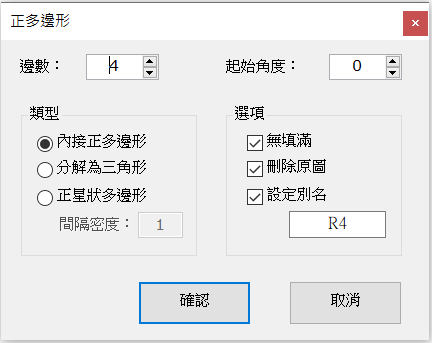 正多邊形
邊數： 4 起始角度： 0
類型
內接正多邊形
分解為三角形
正星狀多邊形
間隔密度： 1
選項
無填滿
刪除原圖
設定別名
R4
確認 取消